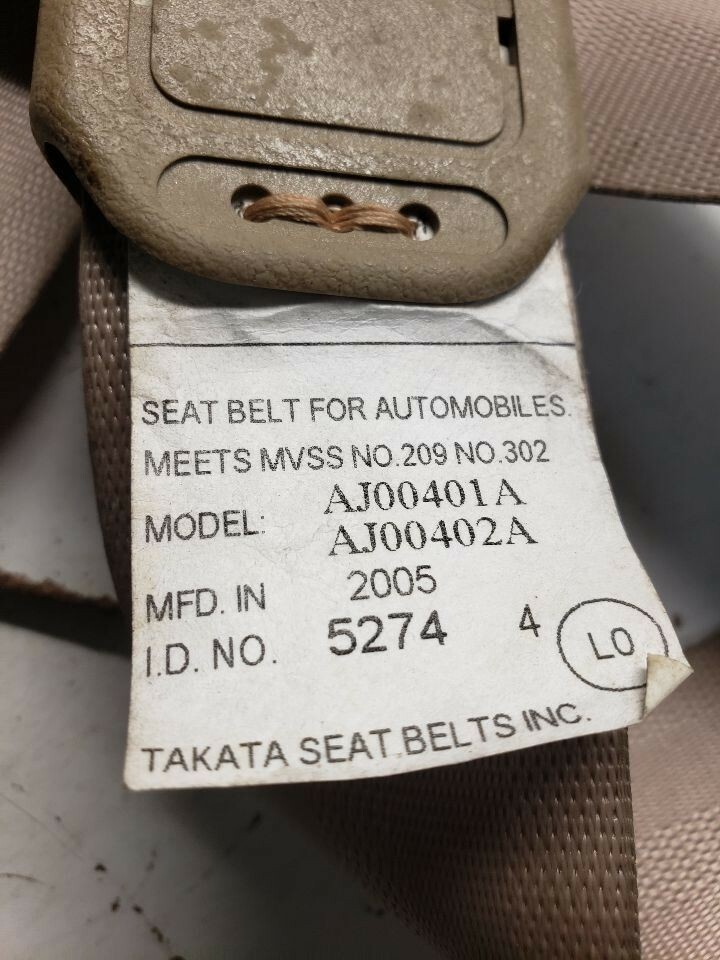 SEAT BELT FOR AUTOMOBILES.
MEETS MVSS NO.209 NO.302
MODEL: AJ00401A
AJ00402A
MFD. IN 2005
I.D. NO. 5274 4 LO
TAKATA SEAT BELTS INC.